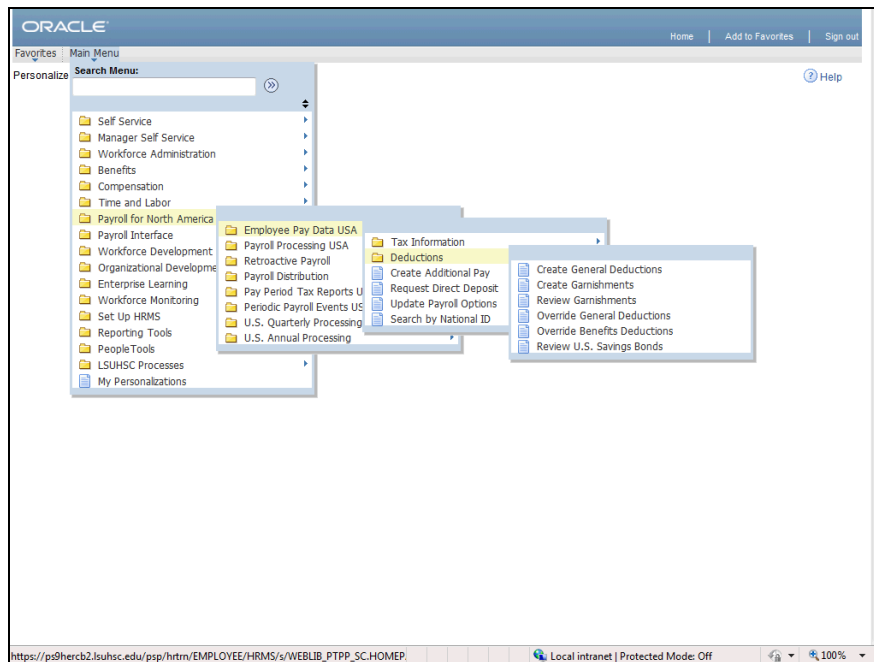 ORACLE
Home | Add to Favorites | Sign out
Favorites Main Menu
Personalize
Search Menu:
Help
Self Service
Manager Self Service
Workforce Administration
Benefits
Compensation
Time and Labor
Payroll for North America
Payroll Interface
Workforce Development
Organizational Developme
Enterprise Learning
Workforce Monitoring
Set Up HRMS
Reporting Tools
PeopleTools
LSUHSC Processes
My Personalizations
Employee Pay Data USA
Payroll Processing USA
Retroactive Payroll
Payroll Distribution
Pay Period Tax Reports U
Periodic Payroll Events US
U.S. Quarterly Processing
U.S. Annual Processing
Tax Information
Deductions
Create Additional Pay
Request Direct Deposit
Update Payroll Options
Search by National ID
Create General Deductions
Create Garnishments
Review Garnishments
Override General Deductions
Override Benefits Deductions
Review U.S. Savings Bonds
https://ps9hercb2.lsuhsc.edu/psp/hrtrn/EMPLOYEE/HRMS/s/WEBLIB_PTPP_SC.HOMEP. Local intranet | Protected Mode: Off 100%